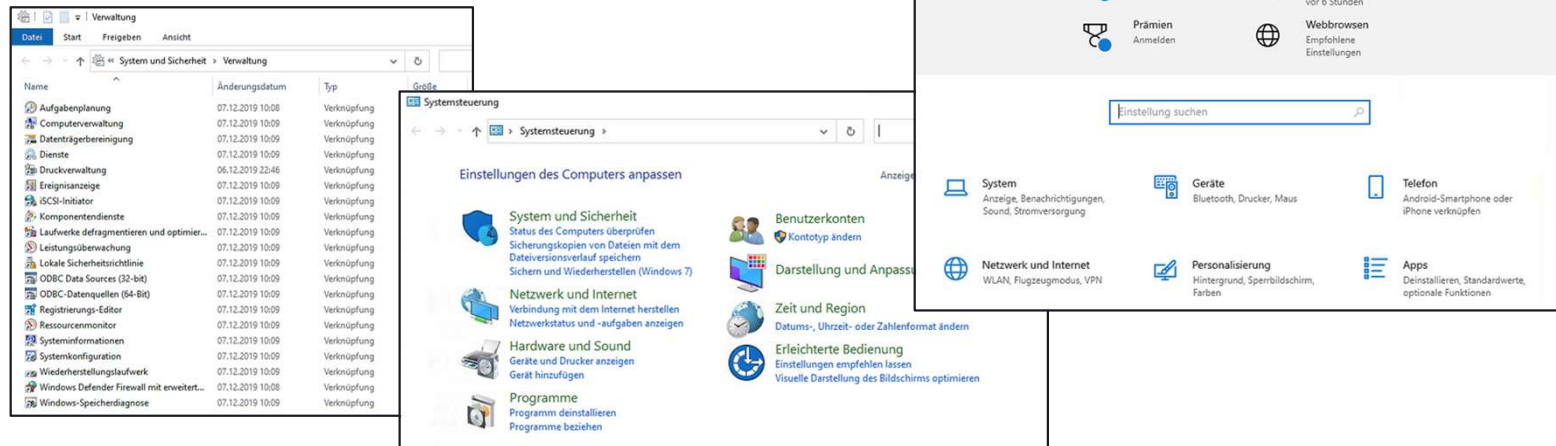 Verwaltung
Datei Start Freigeben Ansicht
« System und Sicherheit › Verwaltung
Name Änderungsdatum Typ Größe
Aufgabenplanung 07.12.2019 10:08 Verknüpfung
Computerverwaltung 07.12.2019 10:09 Verknüpfung
Datenträgerbereinigung 07.12.2019 10:09 Verknüpfung
Dienste 07.12.2019 10:09 Verknüpfung
Druckverwaltung 06.12.2019 22:46 Verknüpfung
Ereignisanzeige 07.12.2019 10:09 Verknüpfung
iSCSI-Initiator 07.12.2019 10:09 Verknüpfung
Komponentendienste 07.12.2019 10:09 Verknüpfung
Laufwerke defragmentieren und optimier... 07.12.2019 10:09 Verknüpfung
Leistungsüberwachung 07.12.2019 10:09 Verknüpfung
Lokale Sicherheitsrichtlinie 07.12.2019 10:09 Verknüpfung
ODBC Data Sources (32-bit) 07.12.2019 10:09 Verknüpfung
ODBC-Datenquellen (64-Bit) 07.12.2019 10:09 Verknüpfung
Registrierungs-Editor 07.12.2019 10:09 Verknüpfung
Ressourcenmonitor 07.12.2019 10:09 Verknüpfung
Systeminformationen 07.12.2019 10:09 Verknüpfung
Systemkonfiguration 07.12.2019 10:09 Verknüpfung
Wiederherstellungslaufwerk 07.12.2019 10:09 Verknüpfung
Windows Defender Firewall mit erweitert... 07.12.2019 10:08 Verknüpfung
Windows-Speicherdiagnose 07.12.2019 10:09 Verknüpfung
Systemsteuerung
› Systemsteuerung ›
Einstellungen des Computers anpassen
Anzeige
System und Sicherheit
Status des Computers überprüfen
Sicherungskopien von Dateien mit dem
Dateiversionsverlauf speichern
Sichern und Wiederherstellen (Windows 7)
Netzwerk und Internet
Verbindung mit dem Internet herstellen
Netzwerkstatus und -aufgaben anzeigen
Hardware und Sound
Geräte und Drucker anzeigen
Gerät hinzufügen
Programme
Programm deinstallieren
Programme beziehen
Benutzerkonten
Kontotyp ändern
Darstellung und Anpassu
Zeit und Region
Datums-, Uhrzeit- oder Zahlenformat ändern
Erleichterte Bedienung
Einstellungen empfehlen lassen
Visuelle Darstellung des Bildschirms optimieren
vor 6 Stunden
Prämien
Anmelden
Webbrowsen
Empfohlene
Einstellungen
Einstellung suchen
System
Anzeige, Benachrichtigungen,
Sound, Stromversorgung
Geräte
Bluetooth, Drucker, Maus
Telefon
Android-Smartphone oder
iPhone verknüpfen
Netzwerk und Internet
WLAN, Flugzeugmodus, VPN
Personalisierung
Hintergrund, Sperrbildschirm,
Farben
Apps
Deinstallieren, Standardwerte,
optionale Funktionen